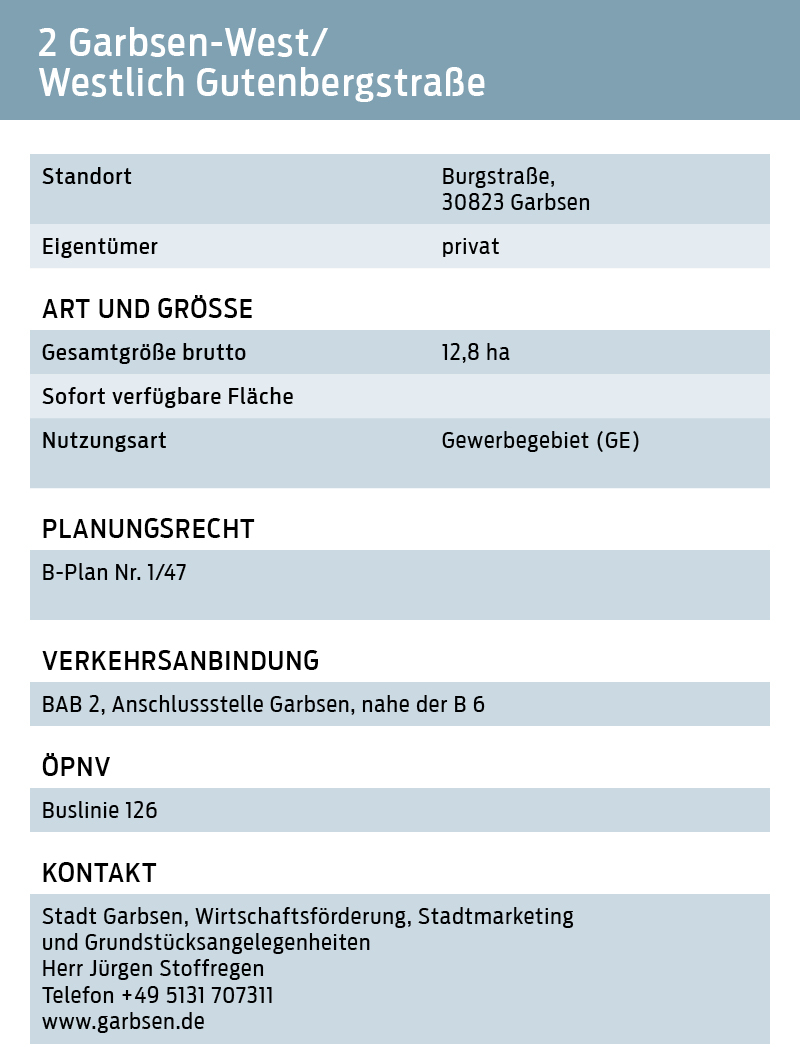 2 Garbsen-West/
Westlich Gutenbergstraße
Standort
Burgstraße,
30823 Garbsen
Eigentümer
privat
ART UND GRÖSSE
Gesamtgröße brutto
12,8 ha
Sofort verfügbare Fläche
Nutzungsart
Gewerbegebiet (GE)
PLANUNGSRECHT
B-Plan Nr. 1/47
VERKEHRSANBINDUNG
BAB 2, Anschlussstelle Garbsen, nahe der B 6
ÖPNV
Buslinie 126
KONTAKT
Stadt Garbsen, Wirtschaftsförderung, Stadtmarketing
und Grundstücksangelegenheiten
Herr Jürgen Stoffregen
Telefon +49 5131 707311
www.garbsen.de